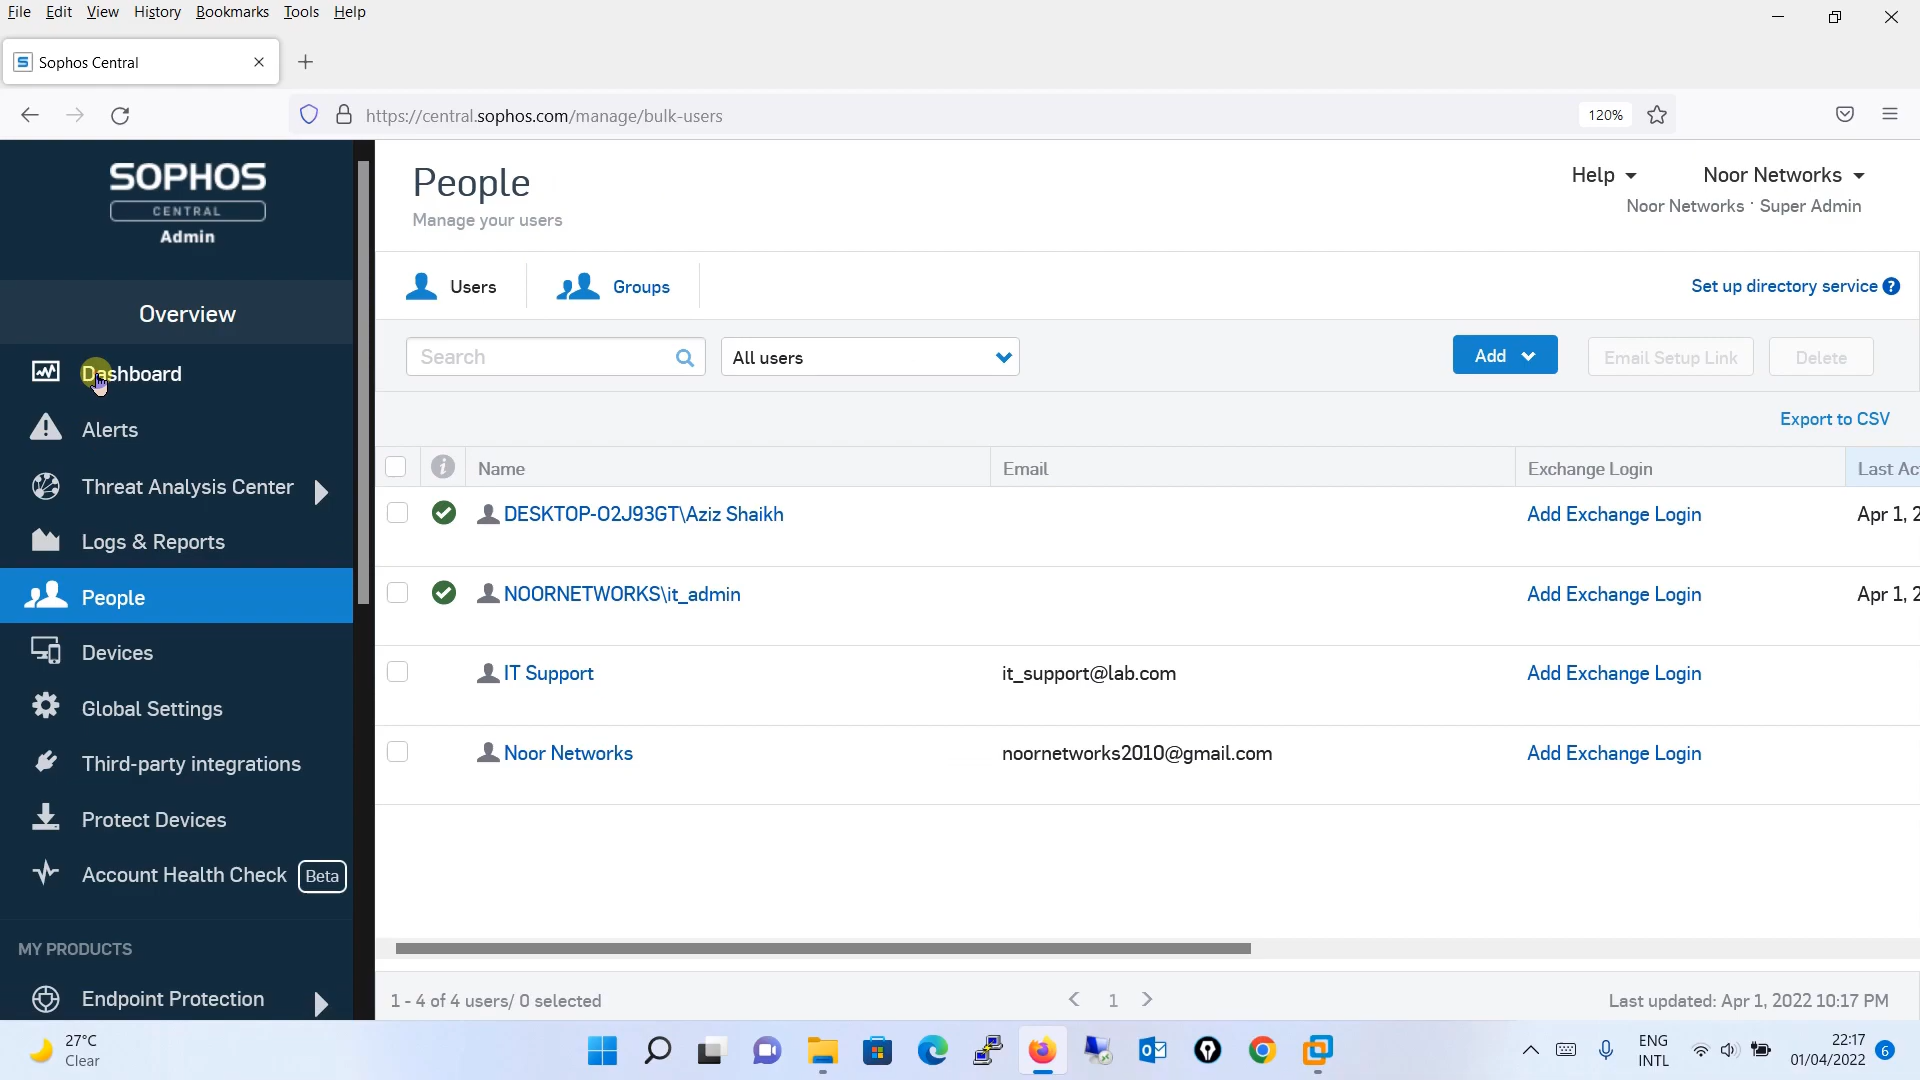 File Edit View History Bookmarks Tools Help
Sophos Central
https://central.sophos.com/manage/bulk-users
120%
SOPHOS
CENTRAL
Admin
Overview
Dashboard
Alerts
Threat Analysis Center
Logs & Reports
People
Devices
Global Settings
Third-party integrations
Protect Devices
Account Health Check Beta
MY PRODUCTS
Endpoint Protection
People
Manage your users
Help
Noor Networks
Noor Networks · Super Admin
Users
Groups
Set up directory service ?
Search
All users
Add
Email Setup Link
Delete
Export to CSV
Name Email Exchange Login Last Ac
DESKTOP-O2J93GT\Aziz Shaikh Add Exchange Login Apr 1, 2
NOORNETWORKS\it_admin Add Exchange Login Apr 1, 2
IT Support it_support@lab.com Add Exchange Login
Noor Networks noornetworks2010@gmail.com Add Exchange Login
1 - 4 of 4 users/ 0 selected
1
Last updated: Apr 1, 2022 10:17 PM
27°C
Clear
ENG
INTL
22:17
01/04/2022
6